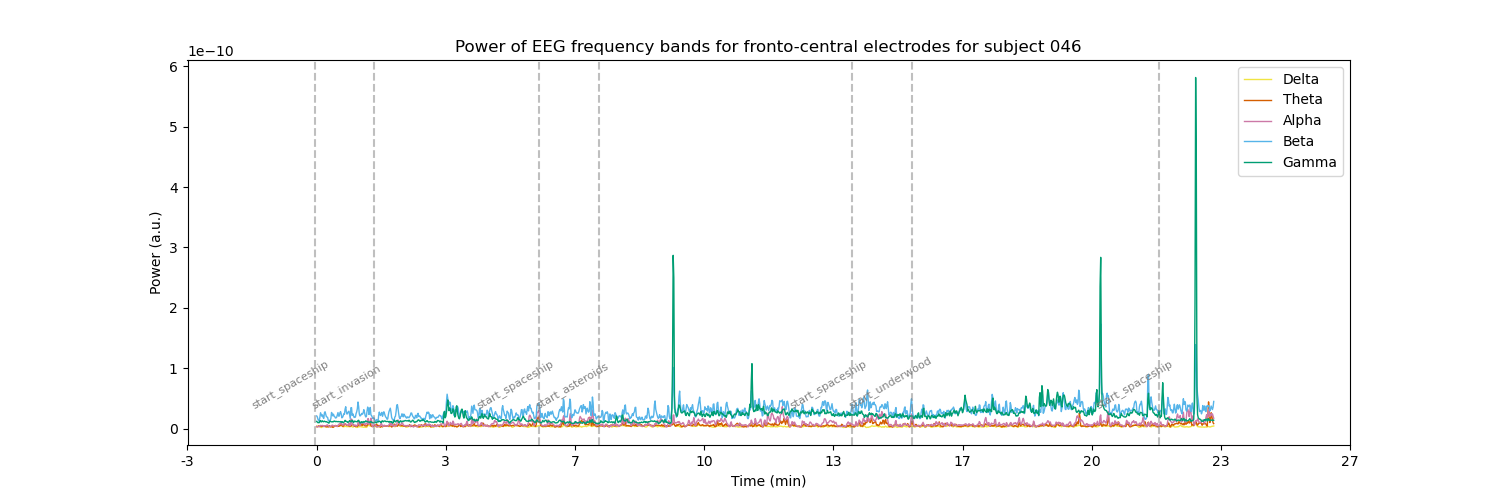 Power of EEG frequency bands for fronto-central electrodes for subject 046
1e−10
6
5
4
3
2
1
0
Power (a.u.)
Delta
Theta
Alpha
Beta
Gamma
start_spaceship
start_invasion
start_spaceship
start_asteroids
start_spaceship
start_underwood
start_spaceship
-3 0 3 7 10 13 17 20 23 27
Time (min)